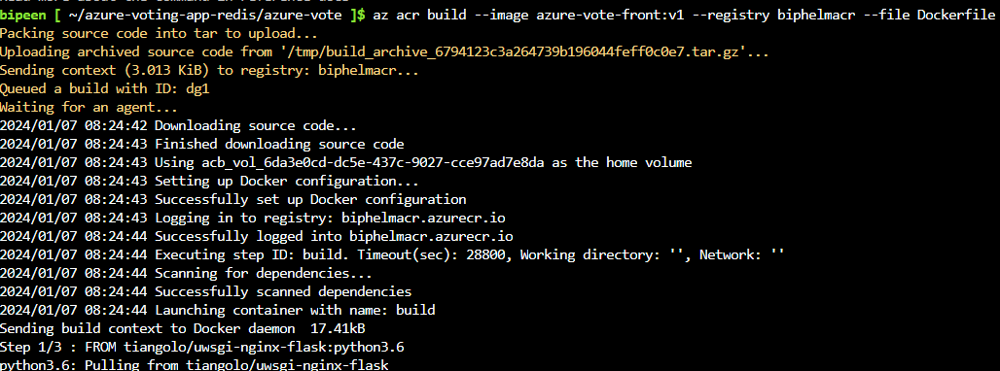 bipeen [ ~/azure-voting-app-redis/azure-vote ]$ az acr build --image azure-vote-front:v1 --registry biphelmacr --file Dockerfile
Packing source code into tar to upload...
Uploading archived source code from '/tmp/build_archive_6794123c3a264739b196044feff0c0e7.tar.gz'...
Sending context (3.013 KiB) to registry: biphelmacr...
Queued a build with ID: dg1
Waiting for an agent...
2024/01/07 08:24:42 Downloading source code...
2024/01/07 08:24:43 Finished downloading source code
2024/01/07 08:24:43 Using acb_vol_6da3e0cd-dc5e-437c-9027-cce97ad7e8da as the home volume
2024/01/07 08:24:43 Setting up Docker configuration...
2024/01/07 08:24:43 Successfully set up Docker configuration
2024/01/07 08:24:43 Logging in to registry: biphelmacr.azurecr.io
2024/01/07 08:24:44 Successfully logged into biphelmacr.azurecr.io
2024/01/07 08:24:44 Executing step ID: build. Timeout(sec): 28800, Working directory: '', Network: ''
2024/01/07 08:24:44 Scanning for dependencies...
2024/01/07 08:24:44 Successfully scanned dependencies
2024/01/07 08:24:44 Launching container with name: build
Sending build context to Docker daemon  17.41kB
Step 1/3 : FROM tiangolo/uwsgi-nginx-flask:python3.6
python3.6: Pulling from tiangolo/uwsgi-nginx-flask